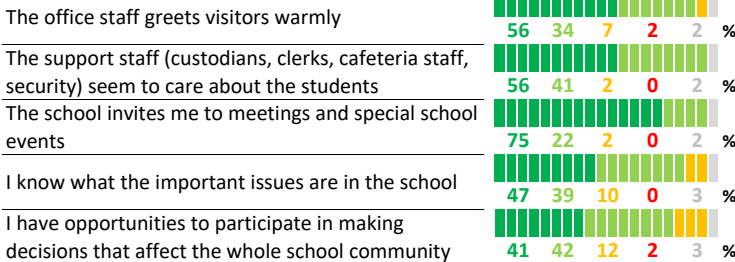 The office staff greets visitors warmly
56 34 7 2 2 %
The support staff (custodians, clerks, cafeteria staff,
security) seem to care about the students
56 41 2 0 2 %
The school invites me to meetings and special school
events
75 22 2 0 2 %
I know what the important issues are in the school
47 39 10 0 3 %
I have opportunities to participate in making
decisions that affect the whole school community
41 42 12 2 3 %